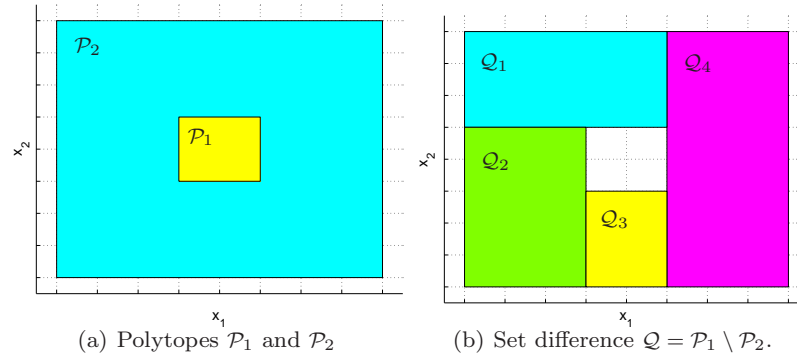 𝒫₂
𝒫₁
x₂
x₁
(a) Polytopes 𝒫₁ and 𝒫₂
𝒬₁
𝒬₄
𝒬₂
𝒬₃
x₂
x₁
(b) Set difference 𝒬 = 𝒫₁ \ 𝒫₂.